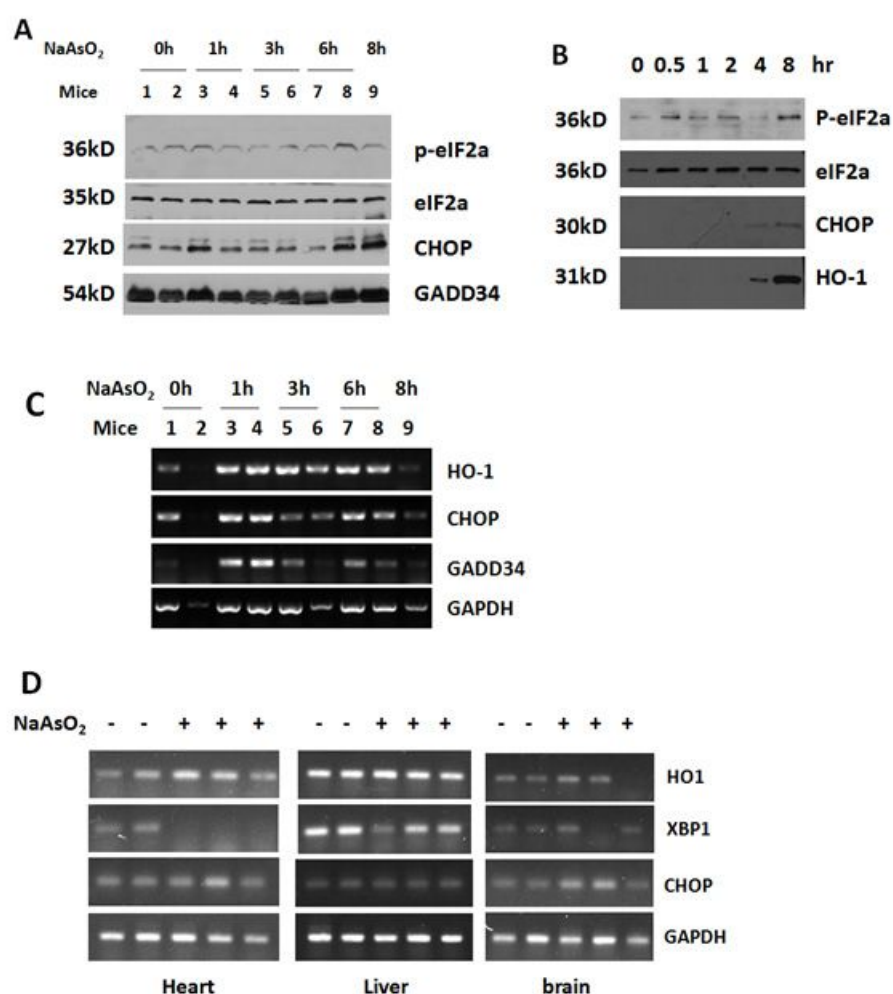 A
NaAsO₂ 0h 1h 3h 6h 8h
Mice 1 2 3 4 5 6 7 8 9
36kD p-eIF2a
35kD eIF2a
27kD CHOP
54kD GADD34
B
0 0.5 1 2 4 8 hr
36kD P-eIF2a
36kD eIF2a
30kD CHOP
31kD HO-1
C
NaAsO₂ 0h 1h 3h 6h 8h
Mice 1 2 3 4 5 6 7 8 9
HO-1
CHOP
GADD34
GAPDH
D
NaAsO₂ - - + + + - - + + + - - + + +
HO1
XBP1
CHOP
GAPDH
Heart Liver brain